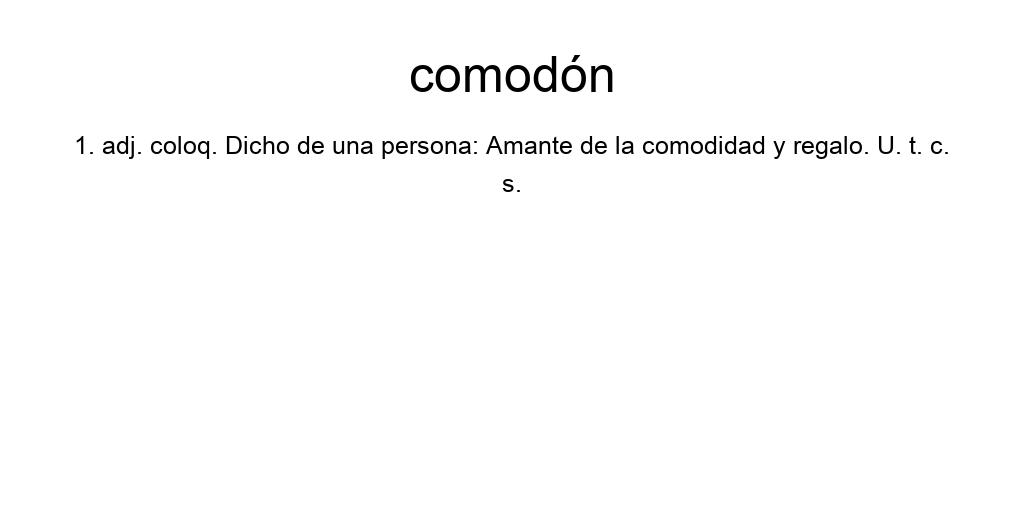 comodón
1. adj. coloq. Dicho de una persona: Amante de la comodidad y regalo. U. t. c.
s.